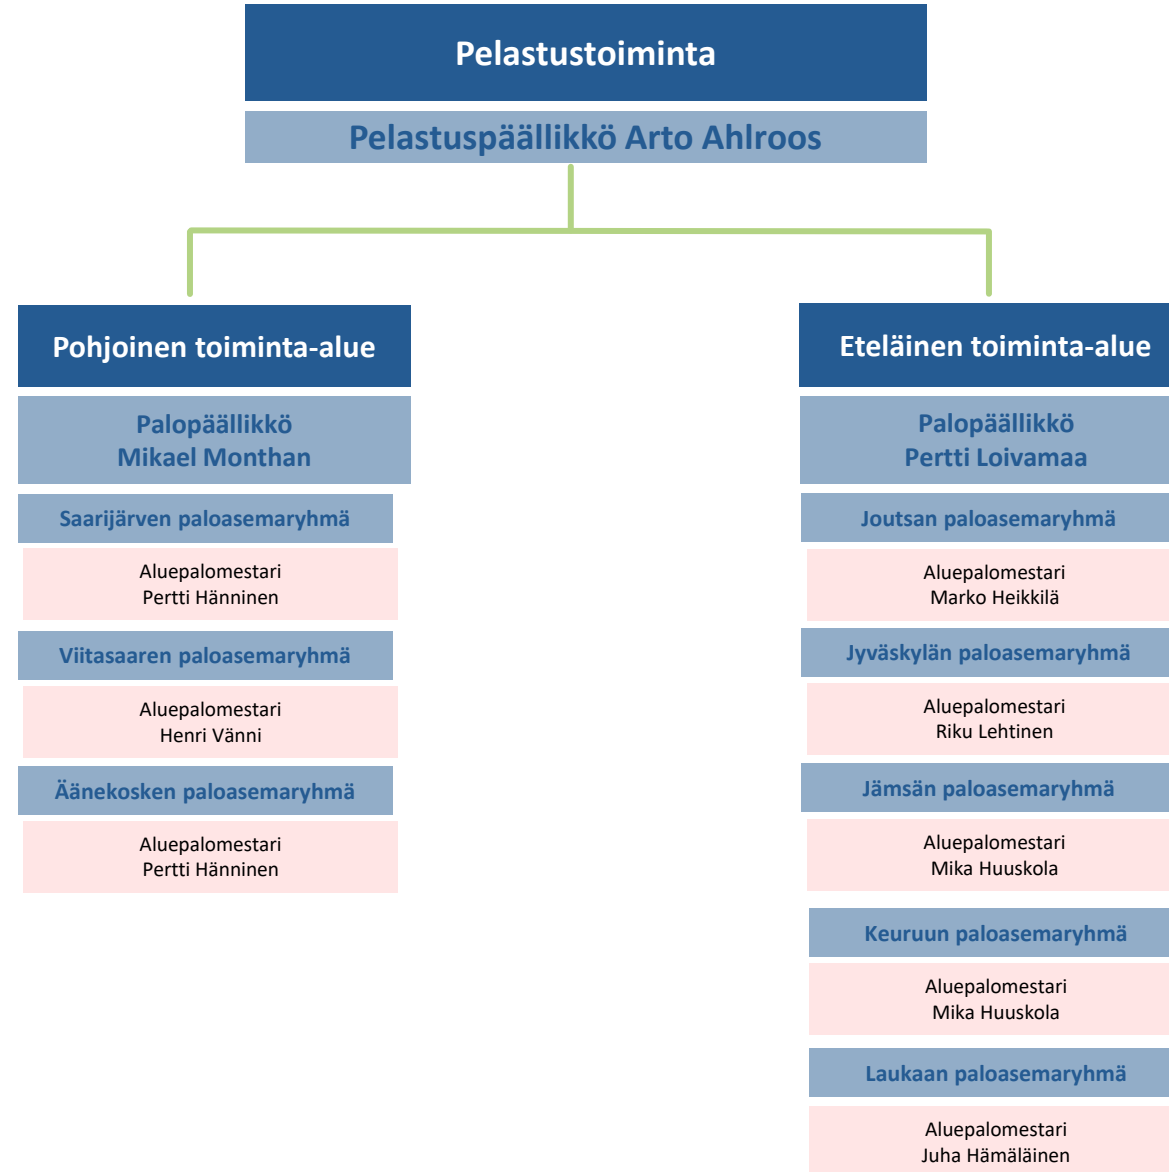 Pelastustoiminta
Pelastuspäällikkö Arto Ahlroos
Pohjoinen toiminta-alue
Palopäällikkö
Mikael Monthan
Saarijärven paloasemaryhmä
Aluepalomestari
Pertti Hänninen
Viitasaaren paloasemaryhmä
Aluepalomestari
Henri Vänni
Äänekosken paloasemaryhmä
Aluepalomestari
Pertti Hänninen
Eteläinen toiminta-alue
Palopäällikkö
Pertti Loivamaa
Joutsan paloasemaryhmä
Aluepalomestari
Marko Heikkilä
Jyväskylän paloasemaryhmä
Aluepalomestari
Riku Lehtinen
Jämsän paloasemaryhmä
Aluepalomestari
Mika Huuskola
Keuruun paloasemaryhmä
Aluepalomestari
Mika Huuskola
Laukaan paloasemaryhmä
Aluepalomestari
Juha Hämäläinen